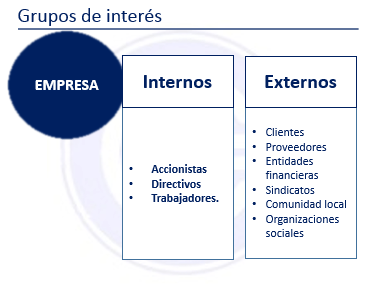 Grupos de interés
EMPRESA
Internos
• Accionistas
• Directivos
• Trabajadores.
Externos
• Clientes
• Proveedores
• Entidades
financieras
• Sindicatos
• Comunidad local
• Organizaciones
sociales